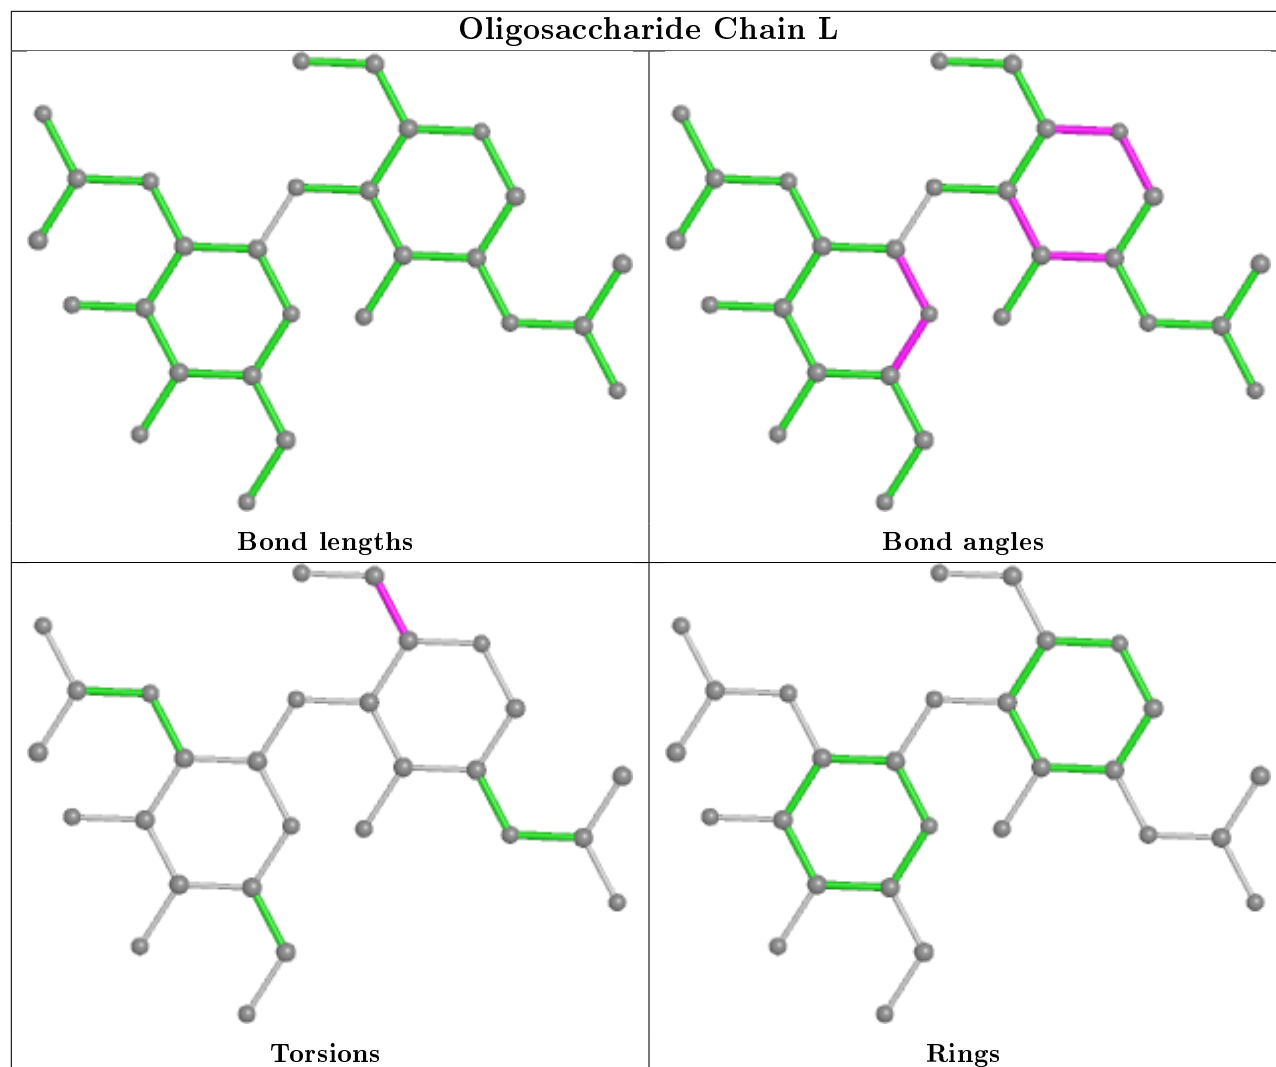 Oligosaccharide Chain L
Bond lengths
Bond angles
Torsions
Rings